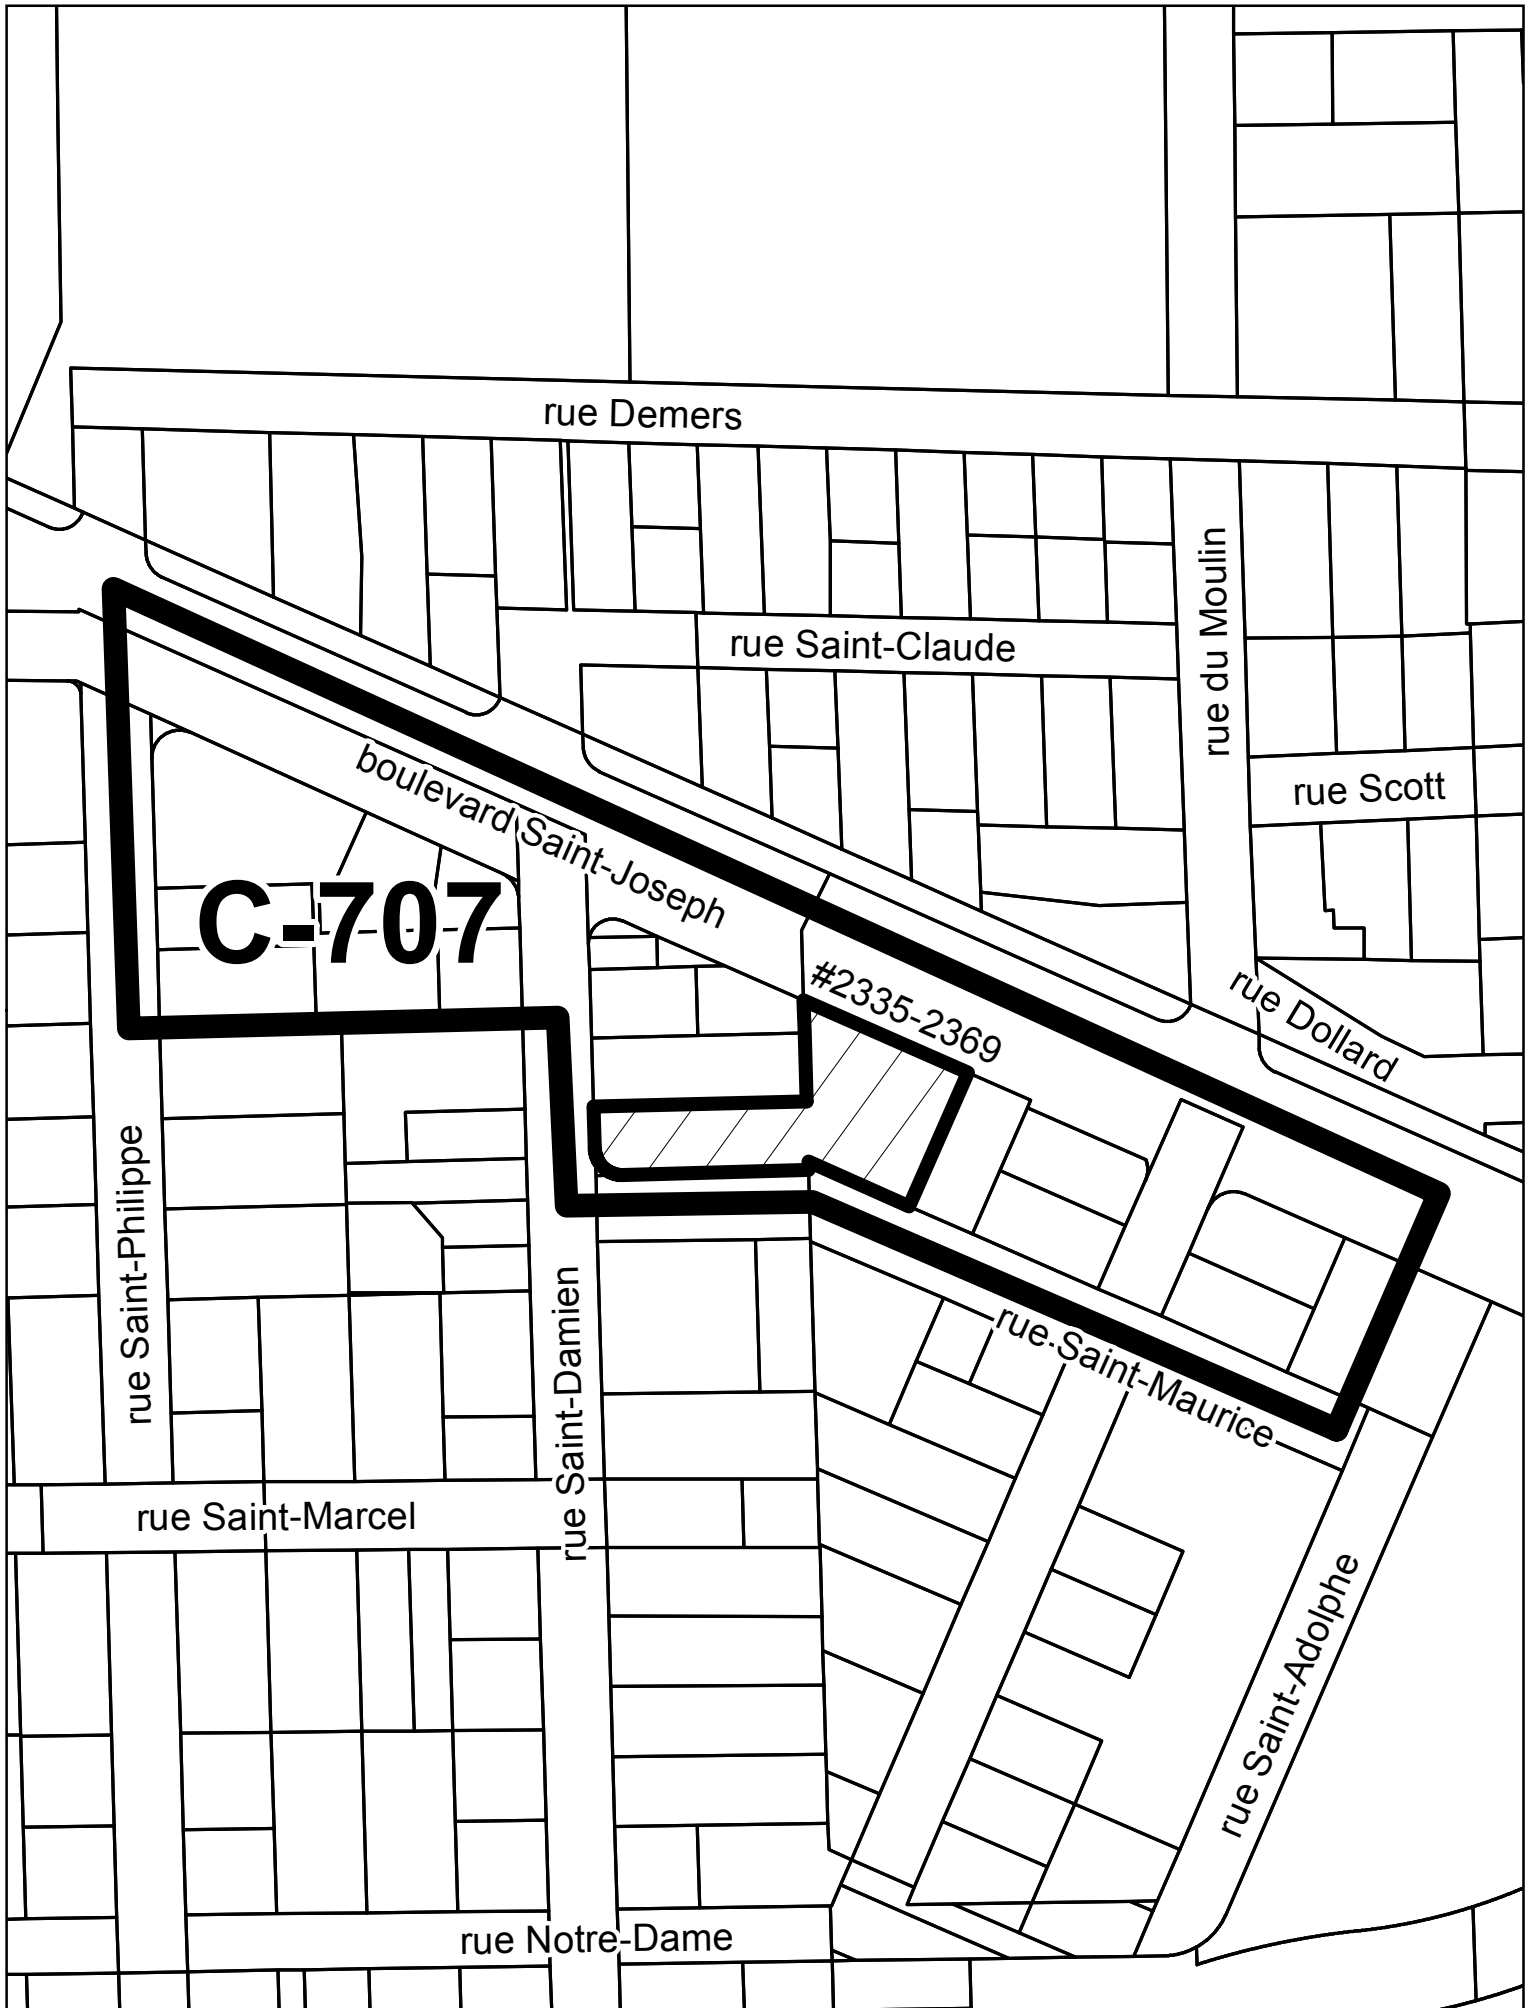 rue Demers
rue Saint-Claude
rue du Moulin
rue Scott
boulevard Saint-Joseph
C-707
#2335-2369
rue Dollard
rue Saint-Philippe
rue Saint-Damien
rue Saint-Maurice
rue Saint-Marcel
rue Saint-Adolphe
rue Notre-Dame